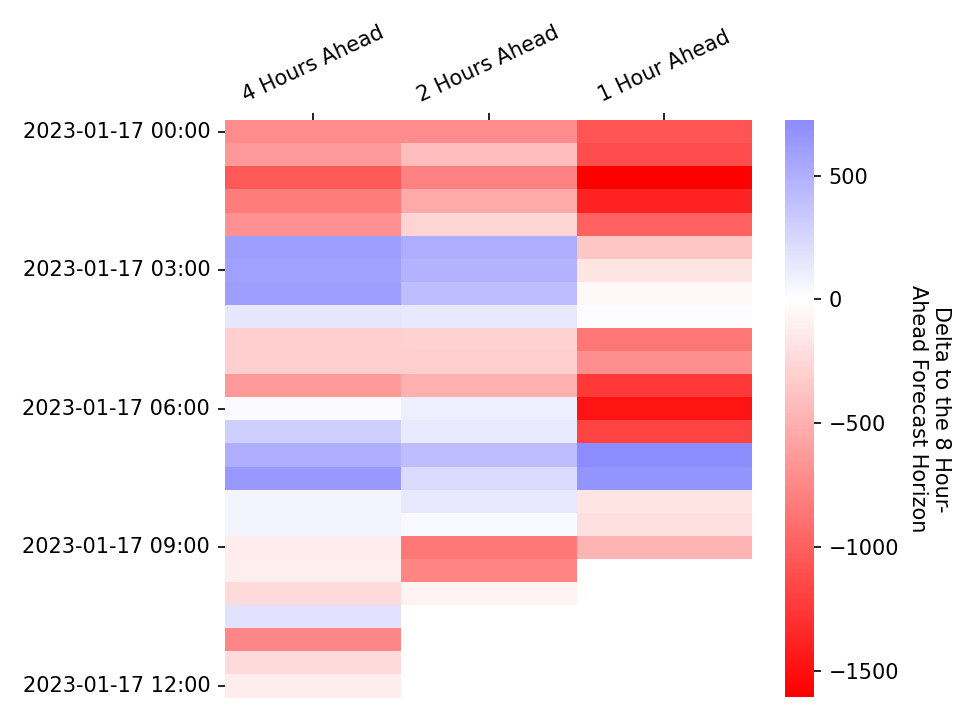 4 Hours Ahead
2 Hours Ahead
1 Hour Ahead
2023-01-17 00:00
2023-01-17 03:00
2023-01-17 06:00
2023-01-17 09:00
2023-01-17 12:00
500
0
−500
−1000
−1500
Delta to the 8 Hour-
Ahead Forecast Horizon